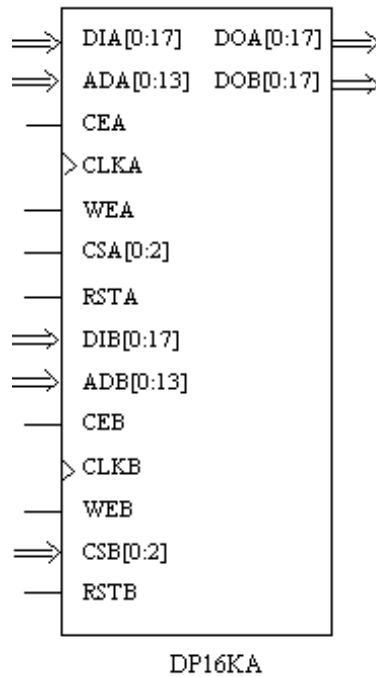 DIA[0:17] DOA[0:17]
ADA[0:13] DOB[0:17]
CEA
CLKA
WEA
CSA[0:2]
RSTA
DIB[0:17]
ADB[0:13]
CEB
CLKB
WEB
CSB[0:2]
RSTB
DP16KA